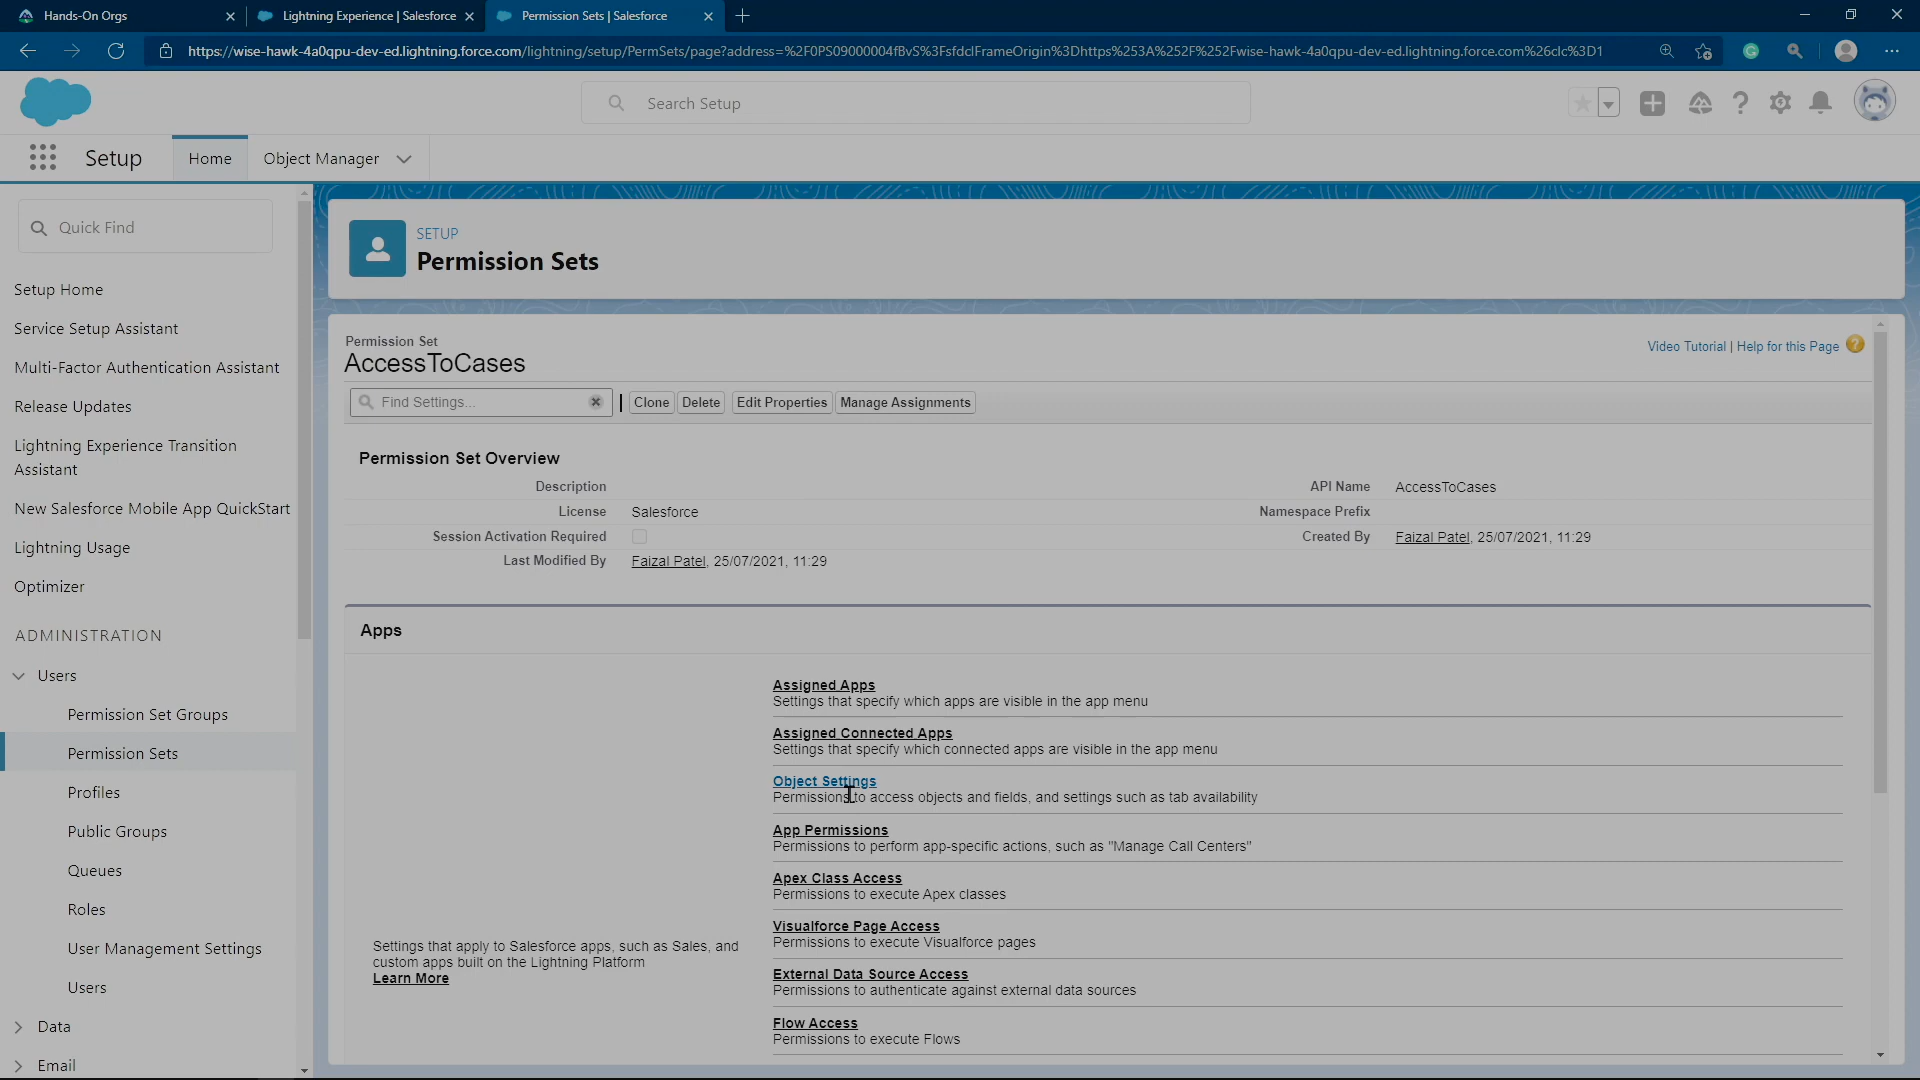 Hands-On Orgs
Lightning Experience | Salesforce
Permission Sets | Salesforce
https://wise-hawk-4a0qpu-dev-ed.lightning.force.com/lightning/setup/PermSets/page?address=%2F0PS09000004fBvS%3FsfdcIFrameOrigin%3Dhttps%253A%252F%252Fwise-hawk-4a0qpu-dev-ed.lightning.force.com%26clc%3D1
Search Setup
Setup
Home
Object Manager
Quick Find
Setup Home
Service Setup Assistant
Multi-Factor Authentication Assistant
Release Updates
Lightning Experience Transition
Assistant
New Salesforce Mobile App QuickStart
Lightning Usage
Optimizer
ADMINISTRATION
Users
Permission Set Groups
Permission Sets
Profiles
Public Groups
Queues
Roles
User Management Settings
Users
Data
Email
SETUP
Permission Sets
Permission Set
AccessToCases
Video Tutorial | Help for this Page
Find Settings...
Clone
Delete
Edit Properties
Manage Assignments
Permission Set Overview
Description
API Name AccessToCases
License Salesforce
Namespace Prefix
Session Activation Required
Created By Faizal Patel, 25/07/2021, 11:29
Last Modified By Faizal Patel, 25/07/2021, 11:29
Apps
Settings that apply to Salesforce apps, such as Sales, and
custom apps built on the Lightning Platform
Learn More
Assigned Apps
Settings that specify which apps are visible in the app menu
Assigned Connected Apps
Settings that specify which connected apps are visible in the app menu
Object Settings
Permissions to access objects and fields, and settings such as tab availability
App Permissions
Permissions to perform app-specific actions, such as "Manage Call Centers"
Apex Class Access
Permissions to execute Apex classes
Visualforce Page Access
Permissions to execute Visualforce pages
External Data Source Access
Permissions to authenticate against external data sources
Flow Access
Permissions to execute Flows